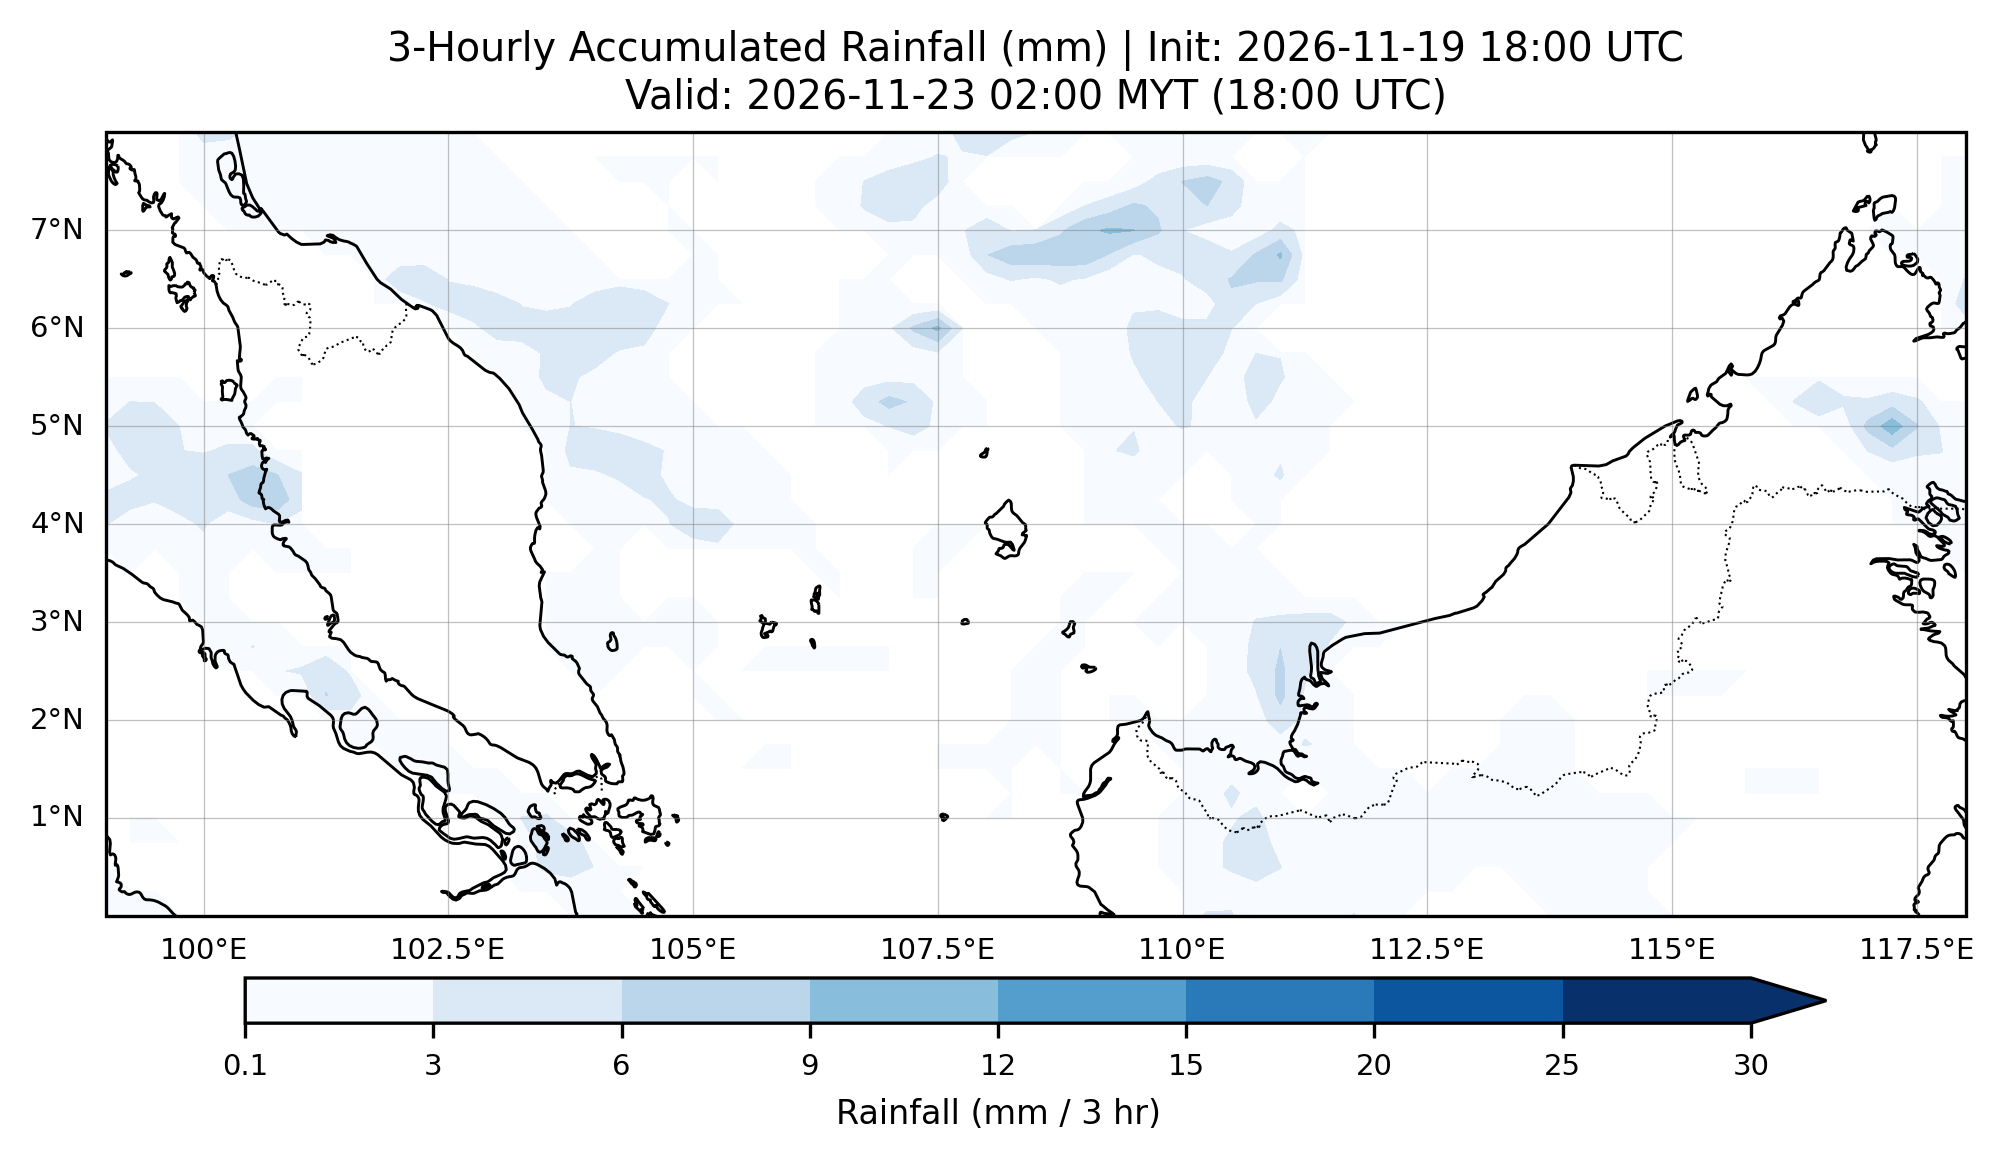 3-Hourly Accumulated Rainfall (mm) | Init: 2026-11-19 18:00 UTC
Valid: 2026-11-23 02:00 MYT (18:00 UTC)
7°N
6°N
5°N
4°N
3°N
2°N
1°N
100°E 102.5°E 105°E 107.5°E 110°E 112.5°E 115°E 117.5°E
0.1 3 6 9 12 15 20 25 30
Rainfall (mm / 3 hr)